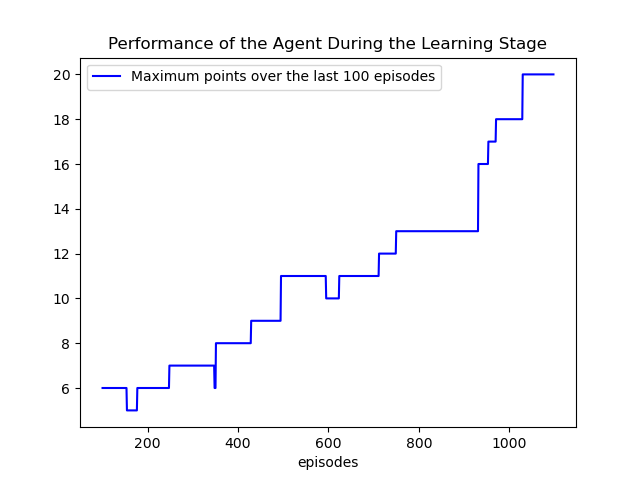 Performance of the Agent During the Learning Stage
Maximum points over the last 100 episodes
20
18
16
14
12
10
8
6
200 400 600 800 1000
episodes